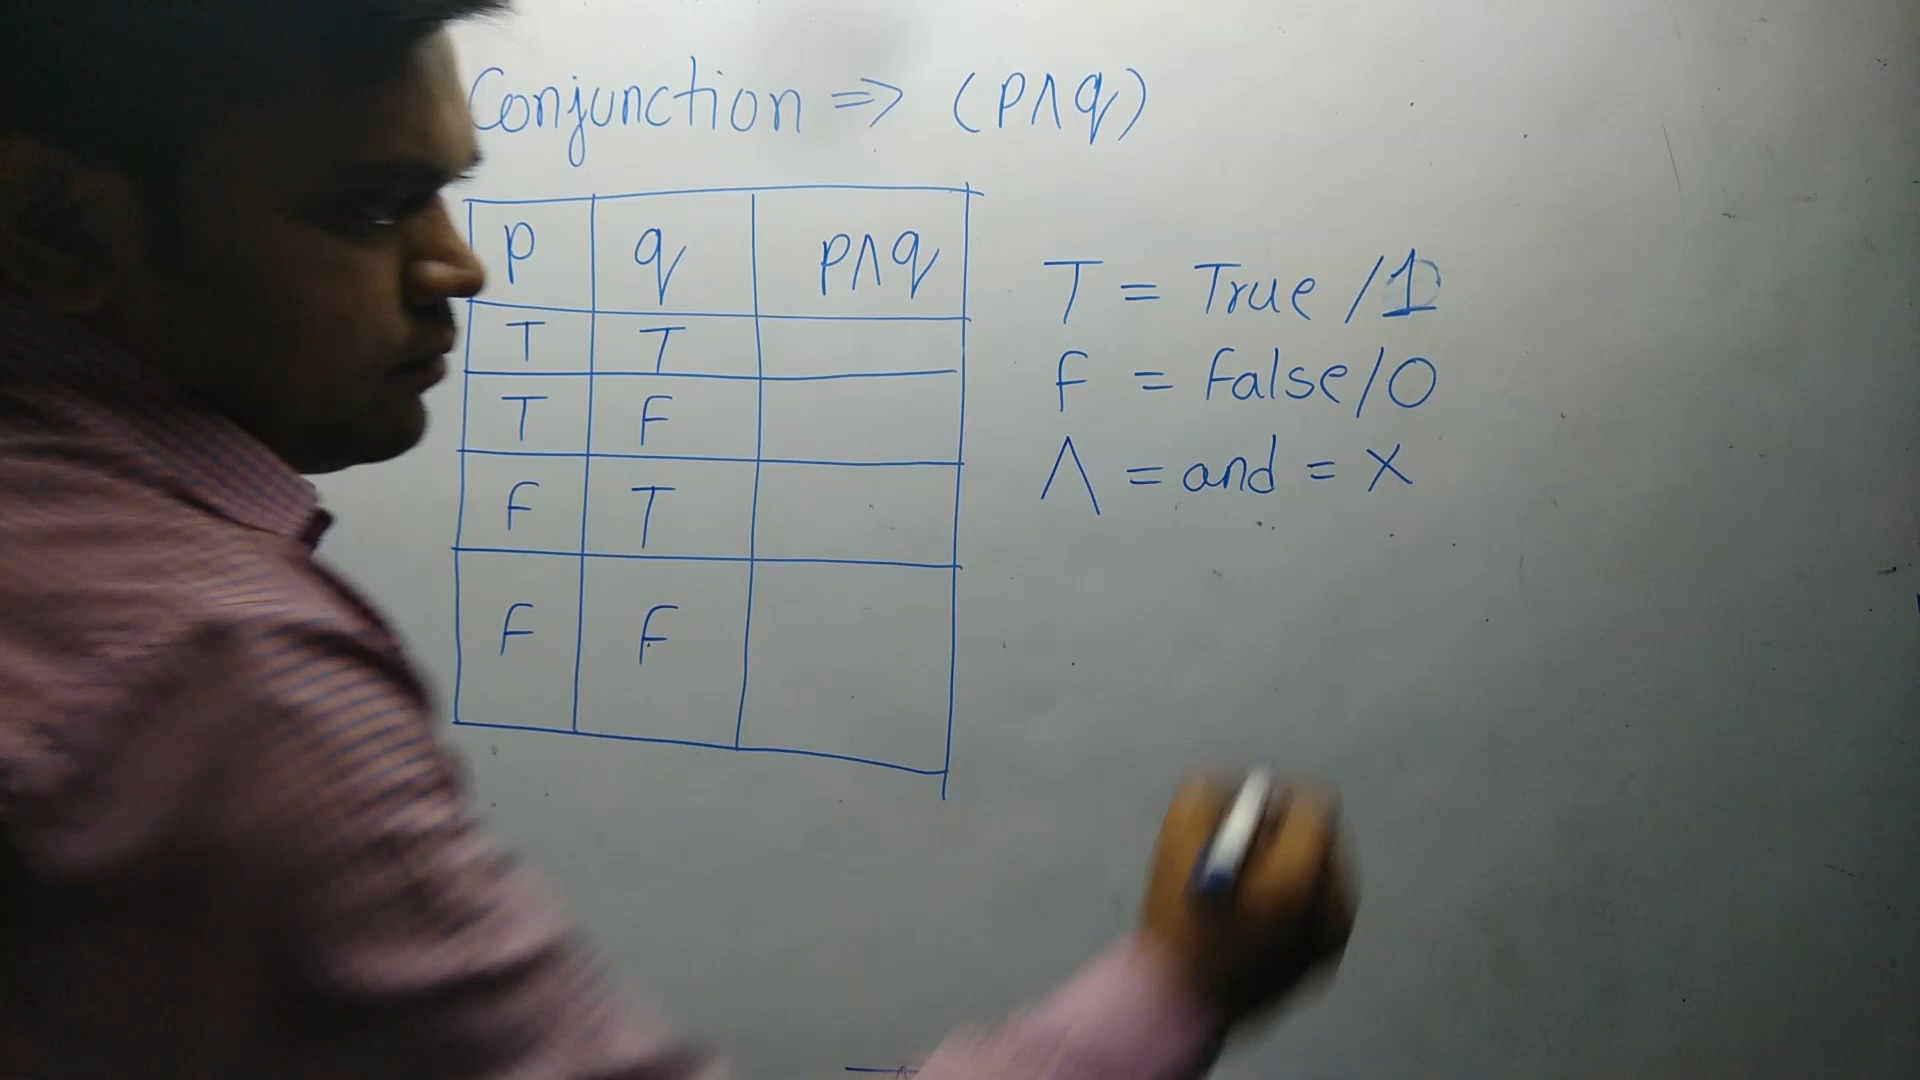 Conjunction => (p∧q)
p q p∧q
T T
T F
F T
F F
T = True /1
F = False/0
∧ = and = ×